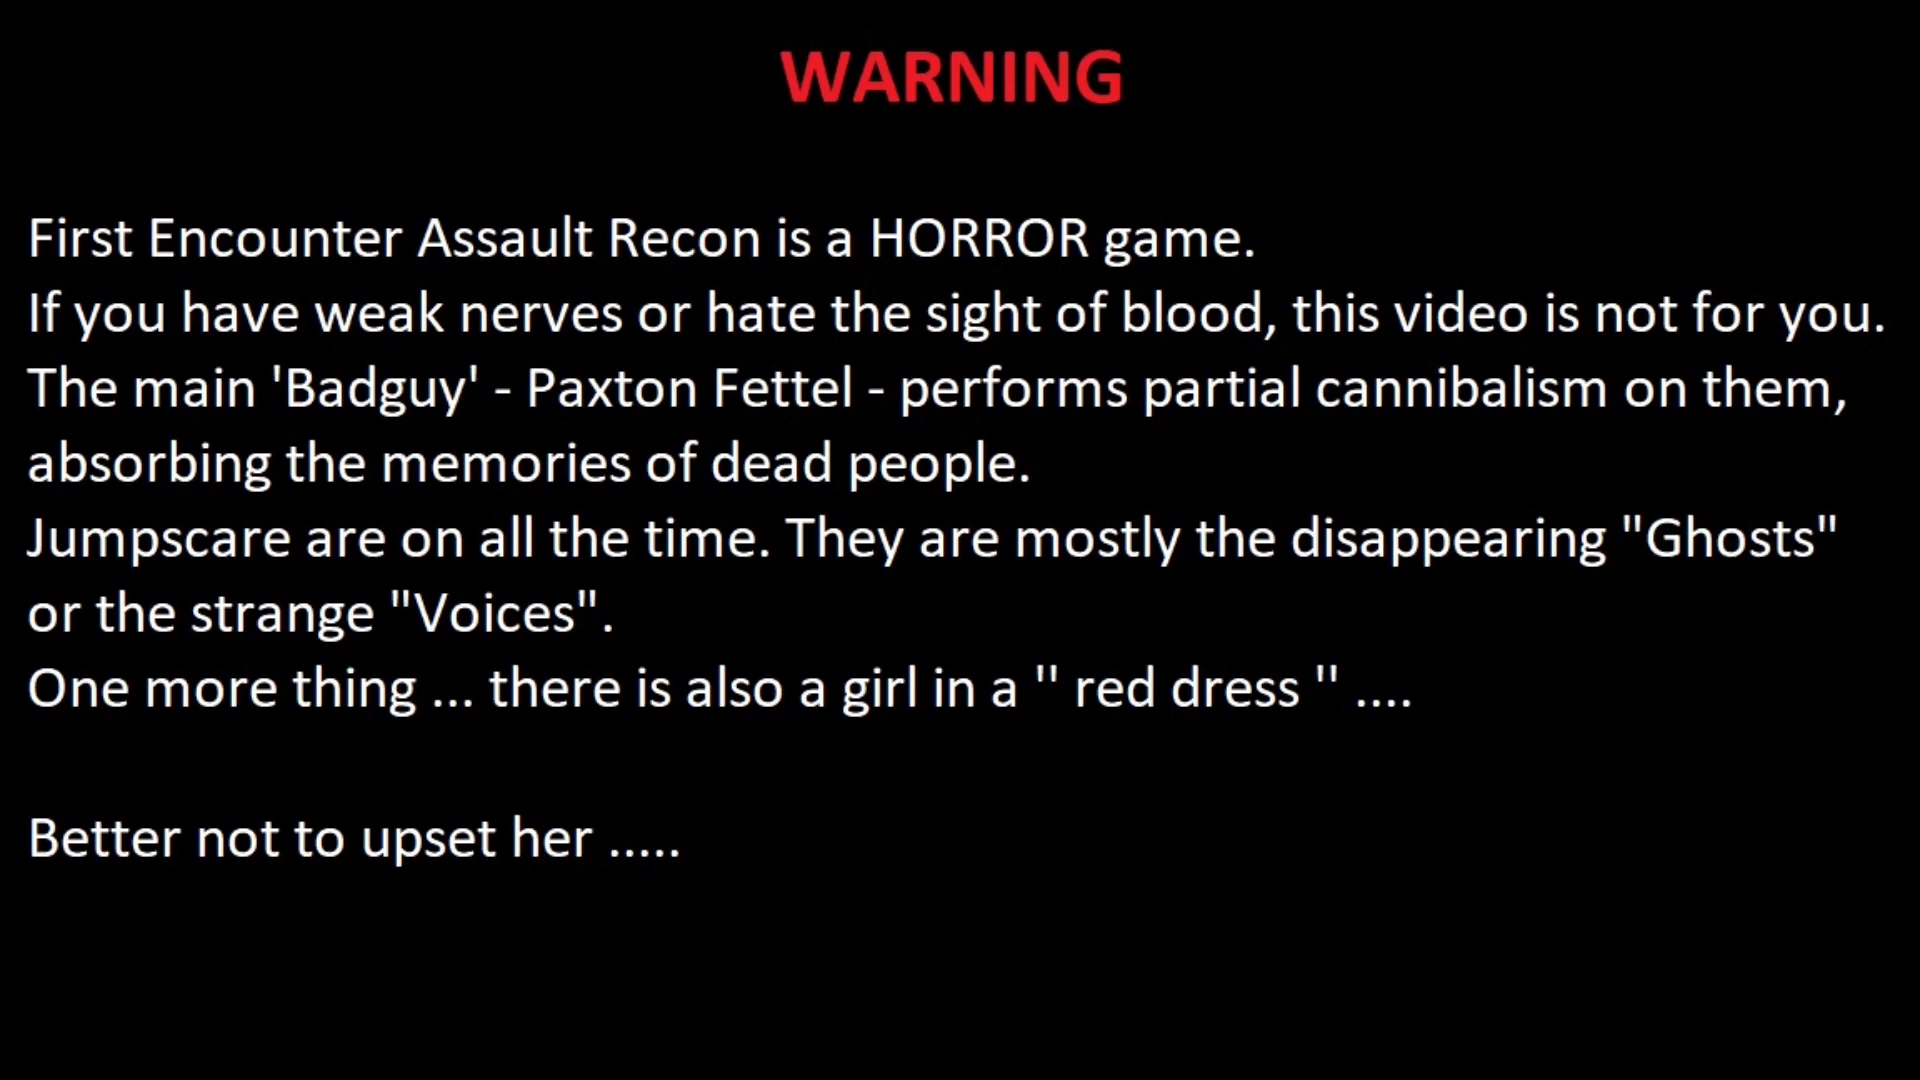 WARNING
First Encounter Assault Recon is a HORROR game.
If you have weak nerves or hate the sight of blood, this video is not for you.
The main 'Badguy' - Paxton Fettel - performs partial cannibalism on them,
absorbing the memories of dead people.
Jumpscare are on all the time. They are mostly the disappearing "Ghosts"
or the strange "Voices".
One more thing ... there is also a girl in a " red dress " ....
Better not to upset her .....